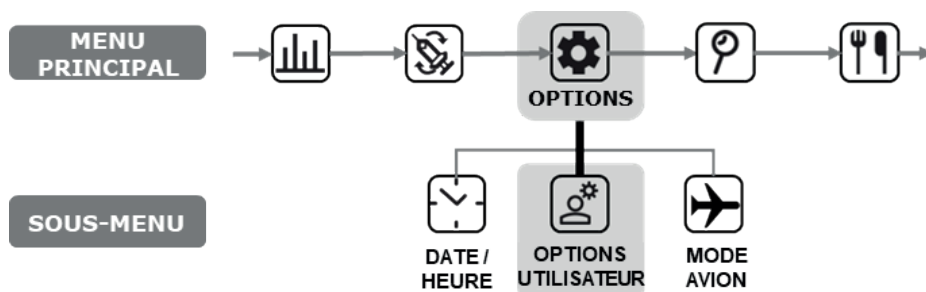 MENU
PRINCIPAL
OPTIONS
SOUS-MENU
DATE /
HEURE
OPTIONS
UTILISATEUR
MODE
AVION